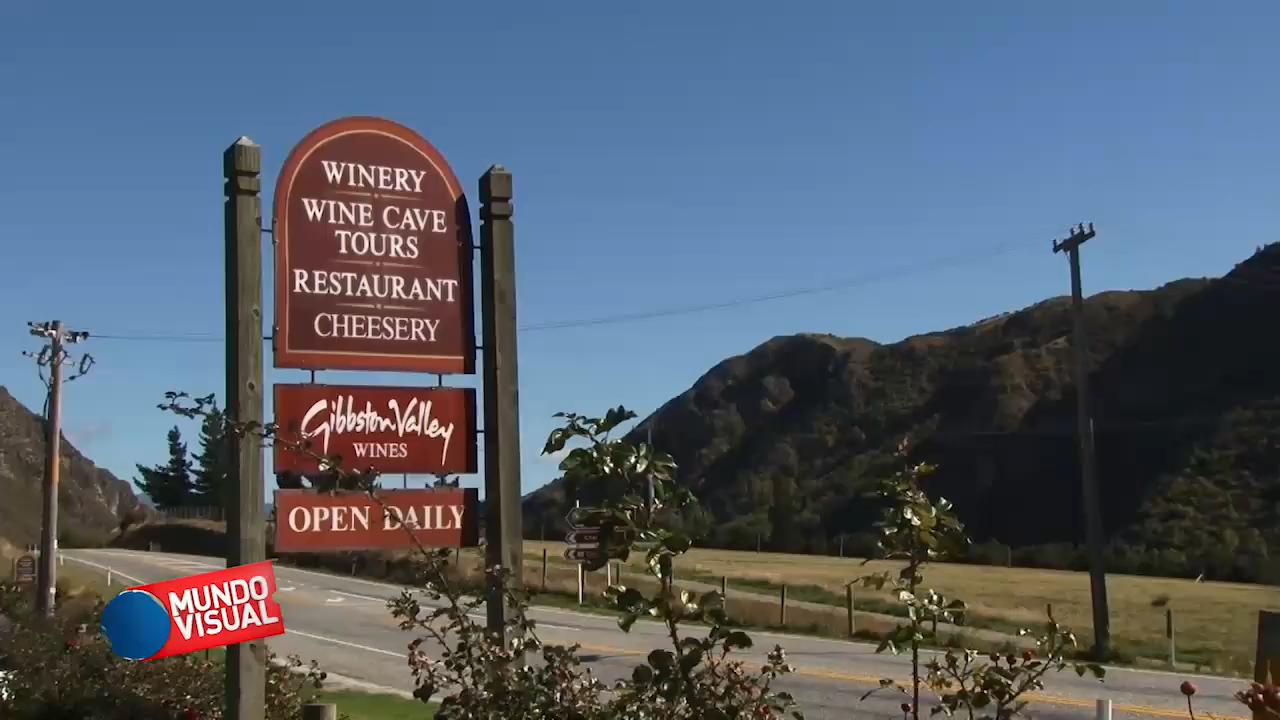 WINERY
WINE CAVE
TOURS
RESTAURANT
CHEESERY
Gibbston Valley
WINES
OPEN DAILY
MUNDO
VISUAL